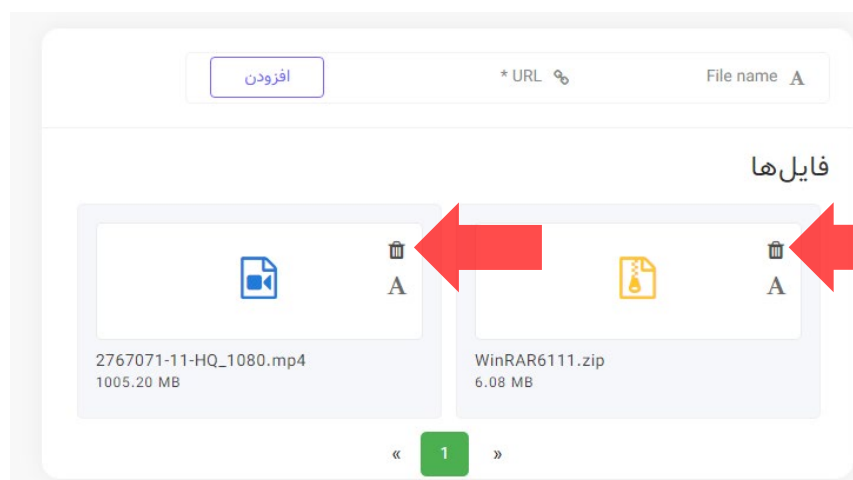 File name
URL *
افزودن
فایل‌ها
WinRAR6111.zip
6.08 MB
2767071-11-HQ_1080.mp4
1005.20 MB
« 1 »